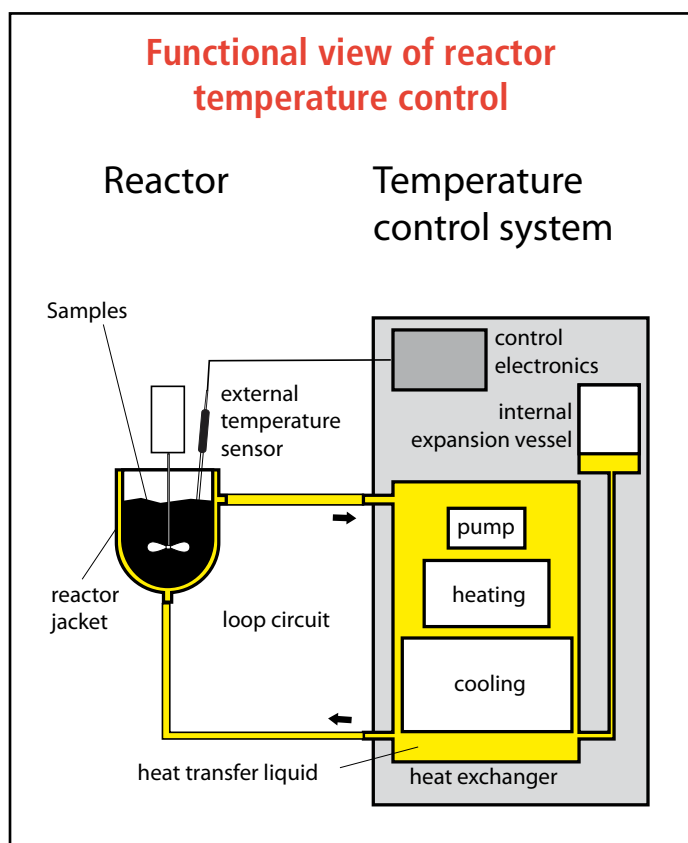 Functional view of reactor
temperature control
Reactor
Temperature
control system
Samples
external
temperature
sensor
control
electronics
internal
expansion vessel
pump
heating
cooling
reactor
jacket
loop circuit
heat transfer liquid
heat exchanger